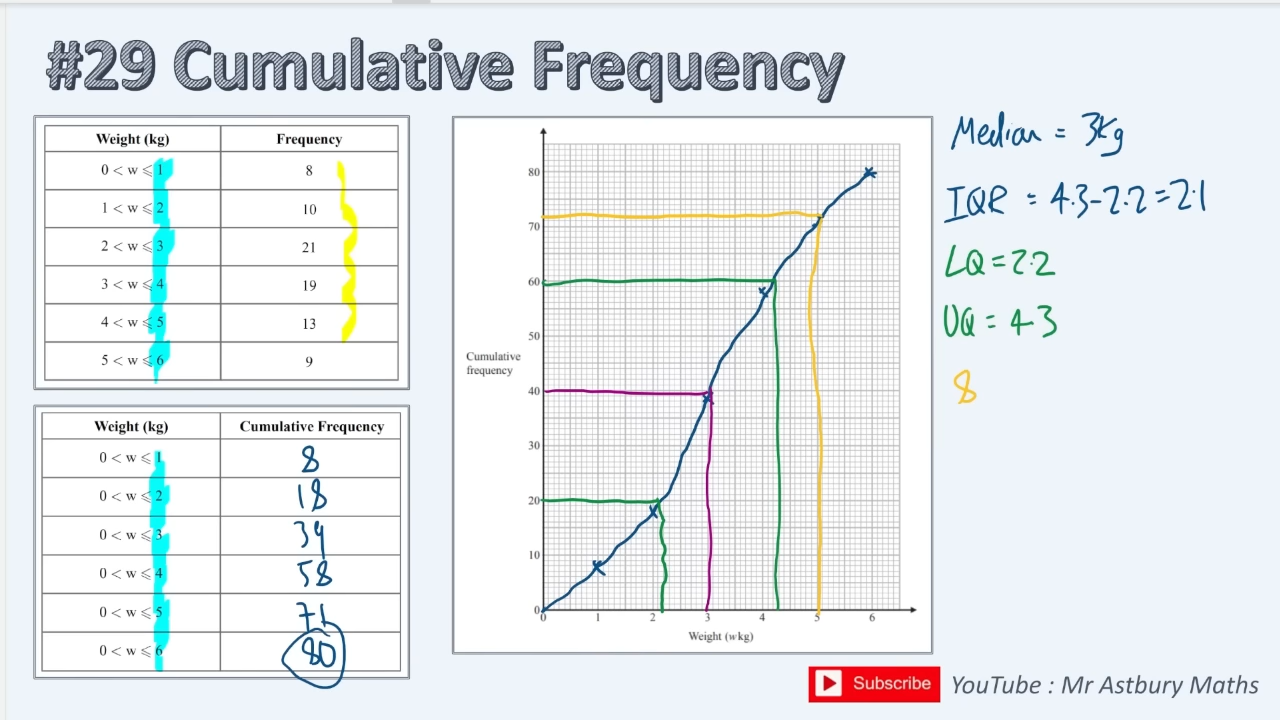 #29 Cumulative Frequency
Weight (kg) Frequency
0 < w ⩽ 1 8
1 < w ⩽ 2 10
2 < w ⩽ 3 21
3 < w ⩽ 4 19
4 < w ⩽ 5 13
5 < w ⩽ 6 9
Weight (kg) Cumulative Frequency
0 < w ⩽ 1 8
0 < w ⩽ 2 18
0 < w ⩽ 3 39
0 < w ⩽ 4 58
0 < w ⩽ 5 71
0 < w ⩽ 6 80
80
70
60
50
40
30
20
10
0
Cumulative
frequency
0 1 2 3 4 5 6
Weight (w kg)
Median = 3kg
IQR = 4.3-2.2=2.1
LQ=2.2
UQ = 4.3
8
Subscribe YouTube : Mr Astbury Maths